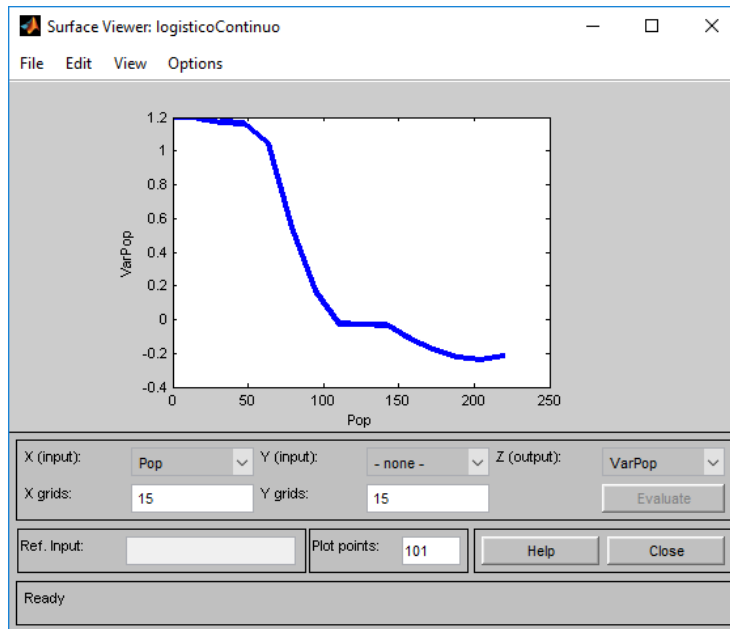 Surface Viewer: logisticoContinuo
File Edit View Options
1.2
1
0.8
0.6
0.4
0.2
0
-0.2
-0.4
VarPop
0 50 100 150 200 250
Pop
X (input): Pop Y (input): - none - Z (output): VarPop
X grids: 15 Y grids: 15 Evaluate
Ref. Input: Plot points: 101 Help Close
Ready